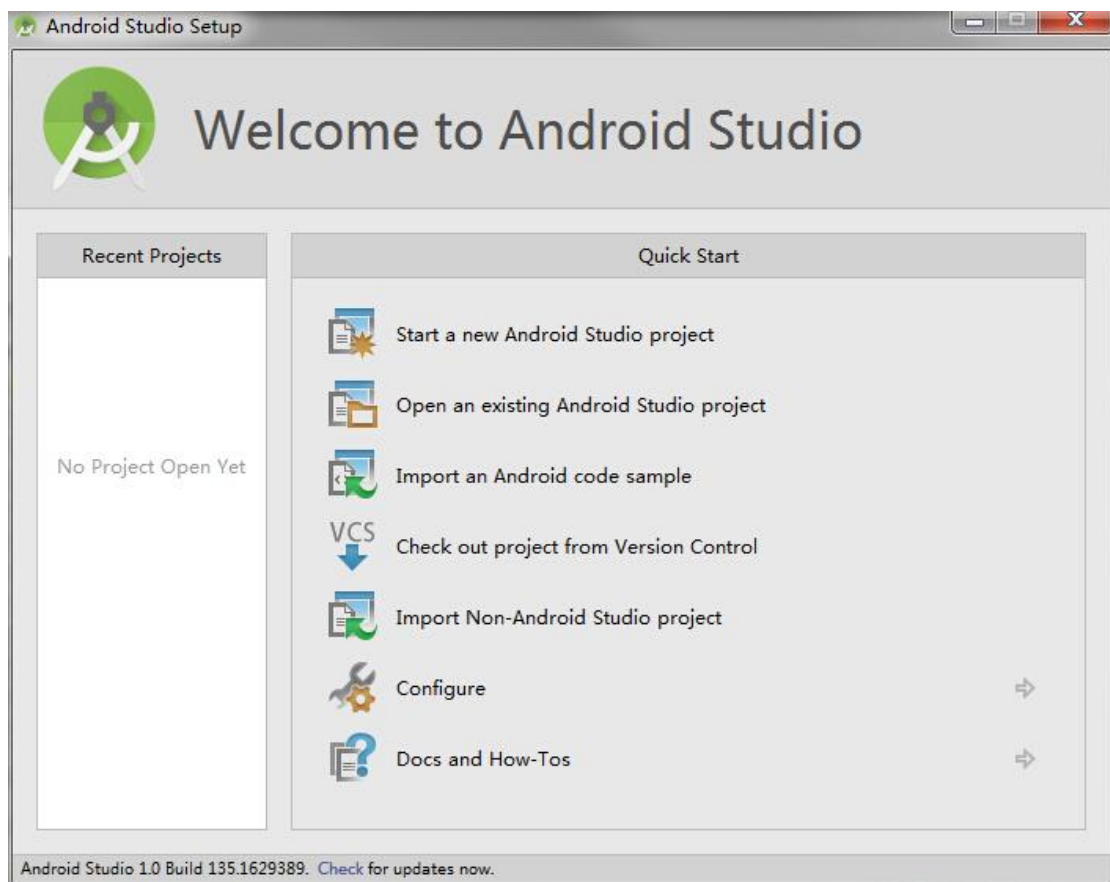 Android Studio Setup
Welcome to Android Studio
Recent Projects
No Project Open Yet
Quick Start
Start a new Android Studio project
Open an existing Android Studio project
Import an Android code sample
VCS
Check out project from Version Control
Import Non-Android Studio project
Configure
Docs and How-Tos
Android Studio 1.0 Build 135.1629389. Check for updates now.